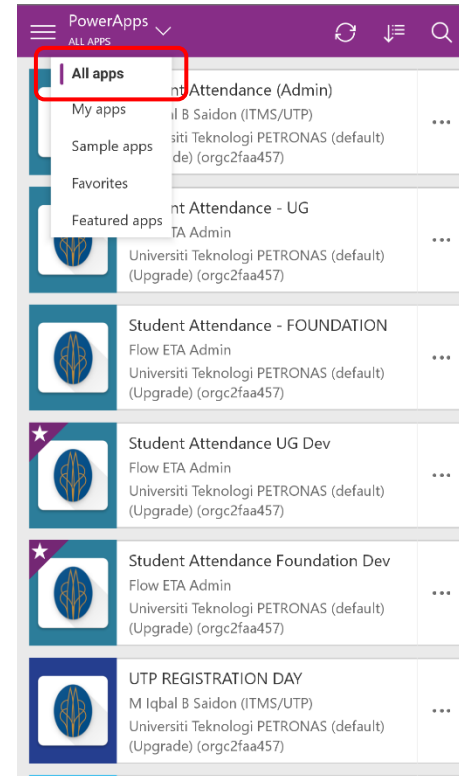 PowerApps
ALL APPS
All apps
My apps
Sample apps
Favorites
Featured apps
nt Attendance (Admin)
al B Saidon (ITMS/UTP)
siti Teknologi PETRONAS (default)
de) (orgc2faa457)
nt Attendance - UG
TA Admin
Universiti Teknologi PETRONAS (default)
(Upgrade) (orgc2faa457)
Student Attendance - FOUNDATION
Flow ETA Admin
Universiti Teknologi PETRONAS (default)
(Upgrade) (orgc2faa457)
Student Attendance UG Dev
Flow ETA Admin
Universiti Teknologi PETRONAS (default)
(Upgrade) (orgc2faa457)
Student Attendance Foundation Dev
Flow ETA Admin
Universiti Teknologi PETRONAS (default)
(Upgrade) (orgc2faa457)
UTP REGISTRATION DAY
M Iqbal B Saidon (ITMS/UTP)
Universiti Teknologi PETRONAS (default)
(Upgrade) (orgc2faa457)